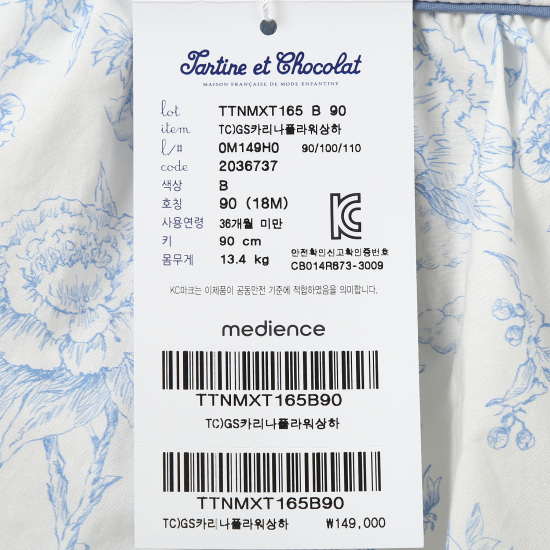 Tartine et Chocolat
MAISON FRANÇAISE DE MODE ENFANTINE
lot TTNMXT165 B 90
item TC)GS카리나플라워상하
l/# 0M149H0 90/100/110
code 2036737
색상 B
호칭 90 (18M)
사용연령 36개월 미만
키 90 cm
몸무게 13.4 kg
안전확인신고확인증번호
CB014R873-3009
KC마크는 이제품이 공동안전 기준에 적합하였음을 의미합니다.
medience
TTNMXT165B90
TC)GS카리나플라워상하
TTNMXT165B90
TC)GS카리나플라워상하 ₩149,000